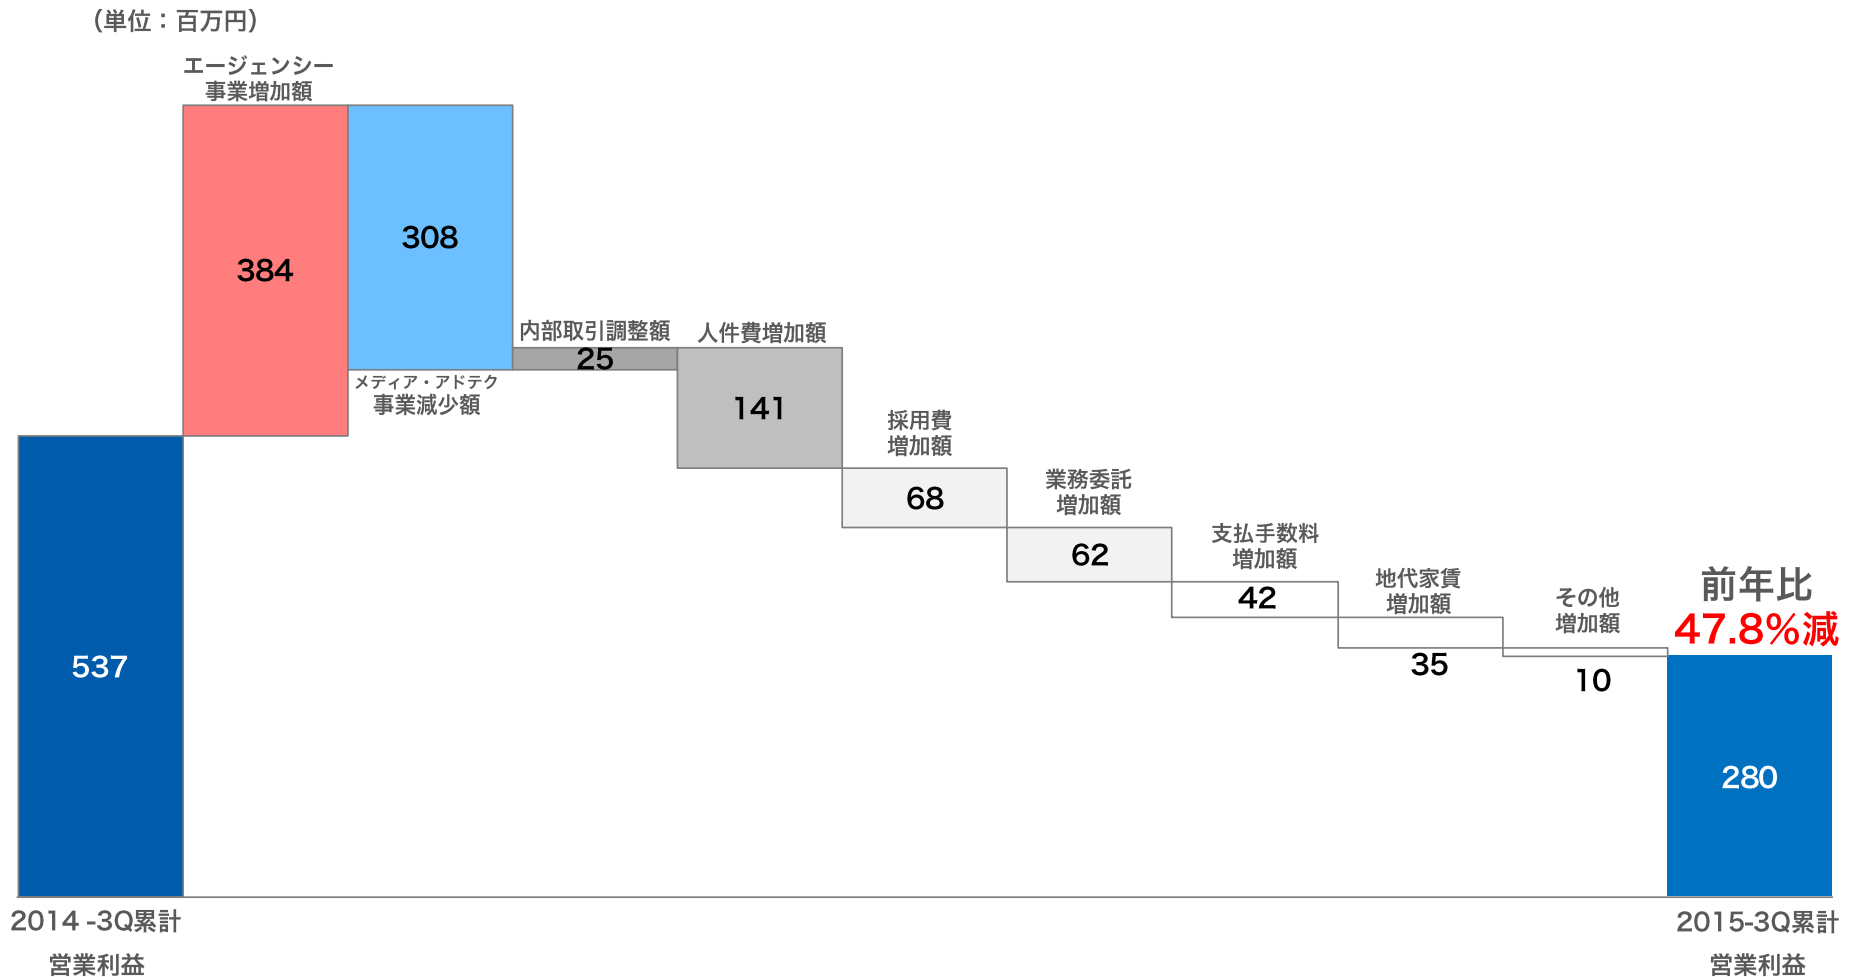 （単位：百万円）
エージェンシー
事業増加額
384
308
メディア・アドテク
事業減少額
内部取引調整額
25
人件費増加額
141
採用費
増加額
68
業務委託
増加額
62
支払手数料
増加額
42
地代家賃
増加額
35
その他
増加額
10
前年比
47.8%減
537
280
2014 -3Q累計
営業利益
2015-3Q累計
営業利益